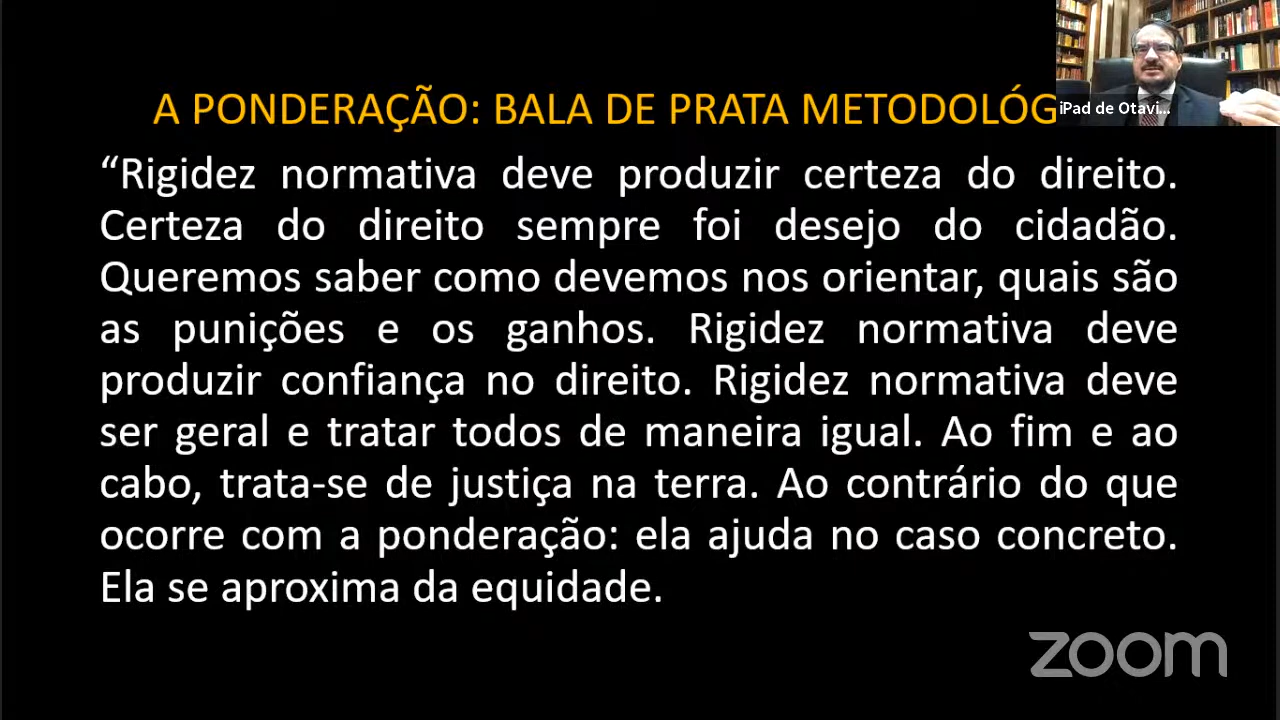 A PONDERAÇÃO: BALA DE PRATA METODOLÓG
iPad de Otavi...
“Rigidez normativa deve produzir certeza do direito.
Certeza do direito sempre foi desejo do cidadão.
Queremos saber como devemos nos orientar, quais são
as punições e os ganhos. Rigidez normativa deve
produzir confiança no direito. Rigidez normativa deve
ser geral e tratar todos de maneira igual. Ao fim e ao
cabo, trata-se de justiça na terra. Ao contrário do que
ocorre com a ponderação: ela ajuda no caso concreto.
Ela se aproxima da equidade.
zoom